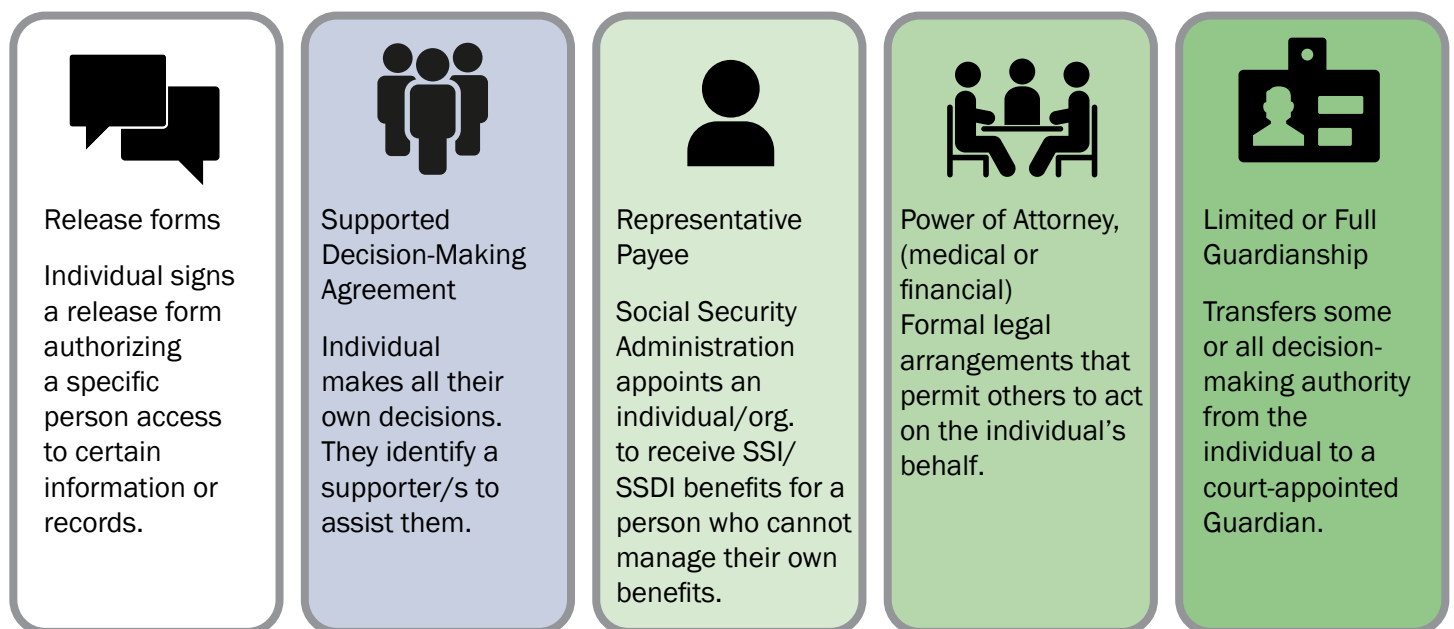 Release forms
Individual signs
a release form
authorizing
a specific
person access
to certain
information or
records.
Supported
Decision-Making
Agreement
Individual
makes all their
own decisions.
They identify a
supporter/s to
assist them.
Representative
Payee
Social Security
Administration
appoints an
individual/org.
to receive SSI/
SSDI benefits for a
person who cannot
manage their own
benefits.
Power of Attorney,
(medical or
financial)
Formal legal
arrangements that
permit others to act
on the individual’s
behalf.
Limited or Full
Guardianship
Transfers some
or all decision-
making authority
from the
individual to a
court-appointed
Guardian.